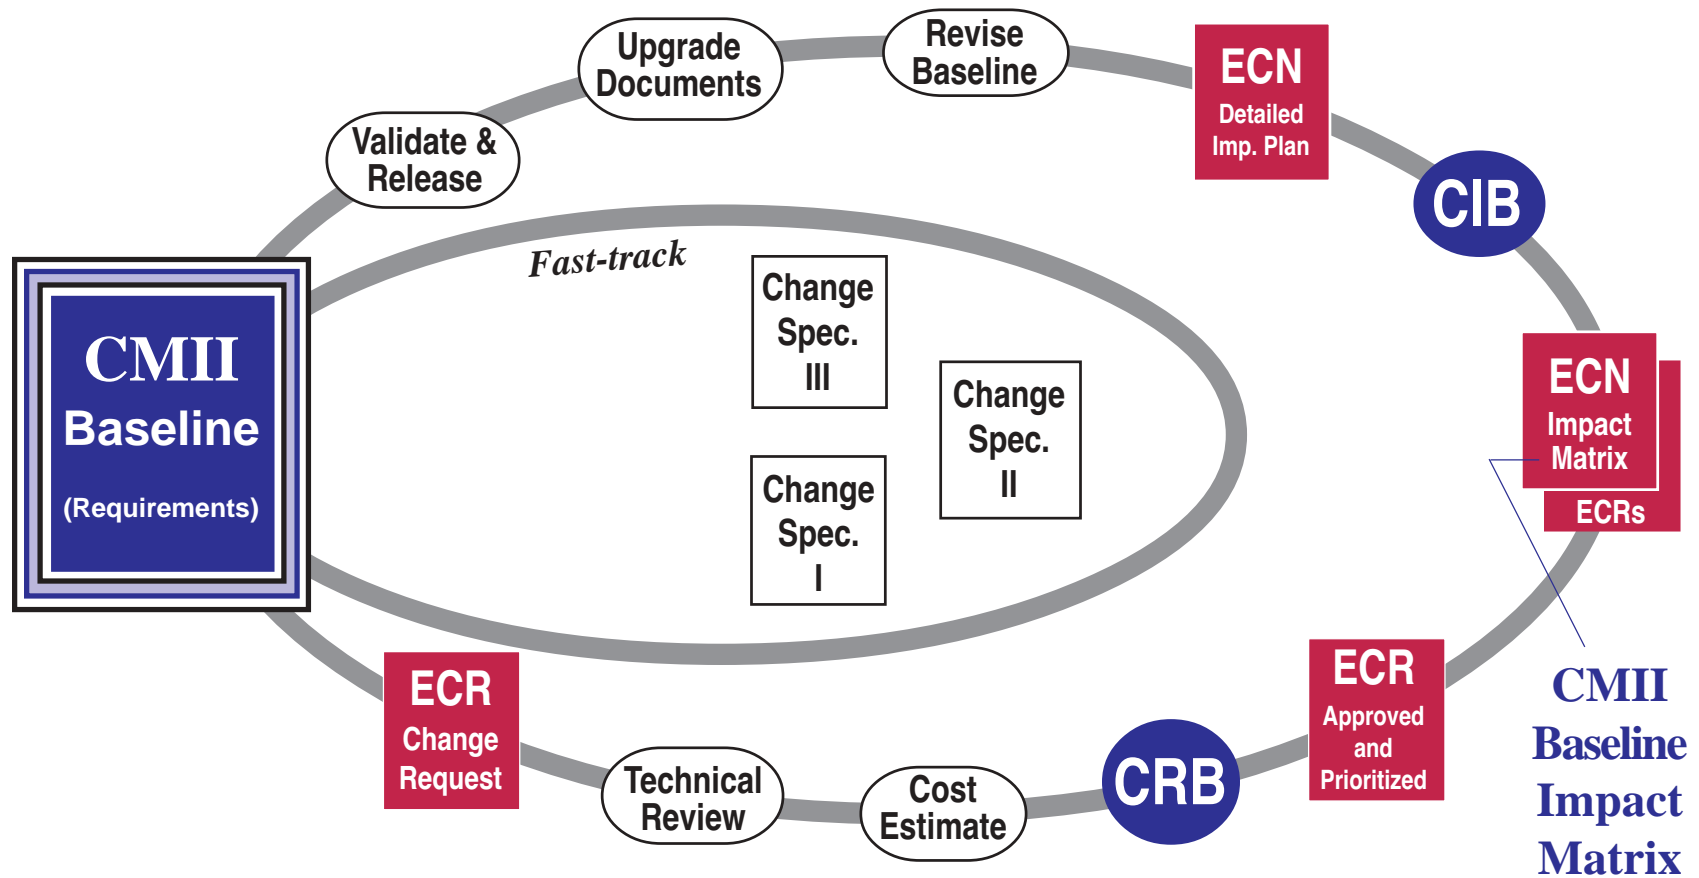 Upgrade
Documents
Revise
Baseline
ECN
Detailed
Imp. Plan
Validate &
Release
CIB
Fast-track
Change
Spec.
III
Change
Spec.
II
Change
Spec.
I
CMII
Baseline
(Requirements)
ECN
Impact
Matrix
ECRs
ECR
Change
Request
Technical
Review
Cost
Estimate
CRB
ECR
Approved
and
Prioritized
CMII
Baseline
Impact
Matrix